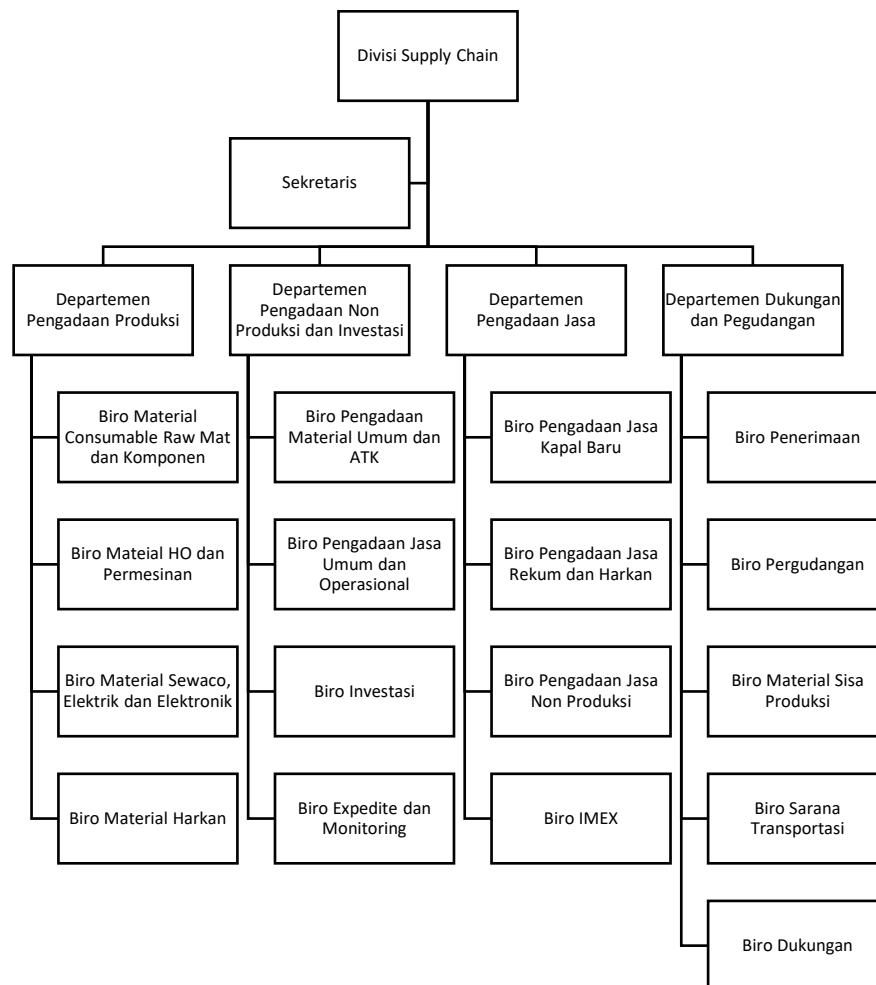 Divisi Supply Chain
Sekretaris
Departemen
Pengadaan Produksi
Departemen
Pengadaan Non
Produksi dan Investasi
Departemen
Pengadaan Jasa
Departemen Dukungan
dan Pegudangan
Biro Material
Consumable Raw Mat
dan Komponen
Biro Pengadaan
Material Umum dan
ATK
Biro Pengadaan Jasa
Kapal Baru
Biro Penerimaan
Biro Mateial HO dan
Permesinan
Biro Pengadaan Jasa
Umum dan
Operasional
Biro Pengadaan Jasa
Rekum dan Harkan
Biro Pergudangan
Biro Material Sewaco,
Elektrik dan Elektronik
Biro Investasi
Biro Pengadaan Jasa
Non Produksi
Biro Material Sisa
Produksi
Biro Material Harkan
Biro Expedite dan
Monitoring
Biro IMEX
Biro Sarana
Transportasi
Biro Dukungan